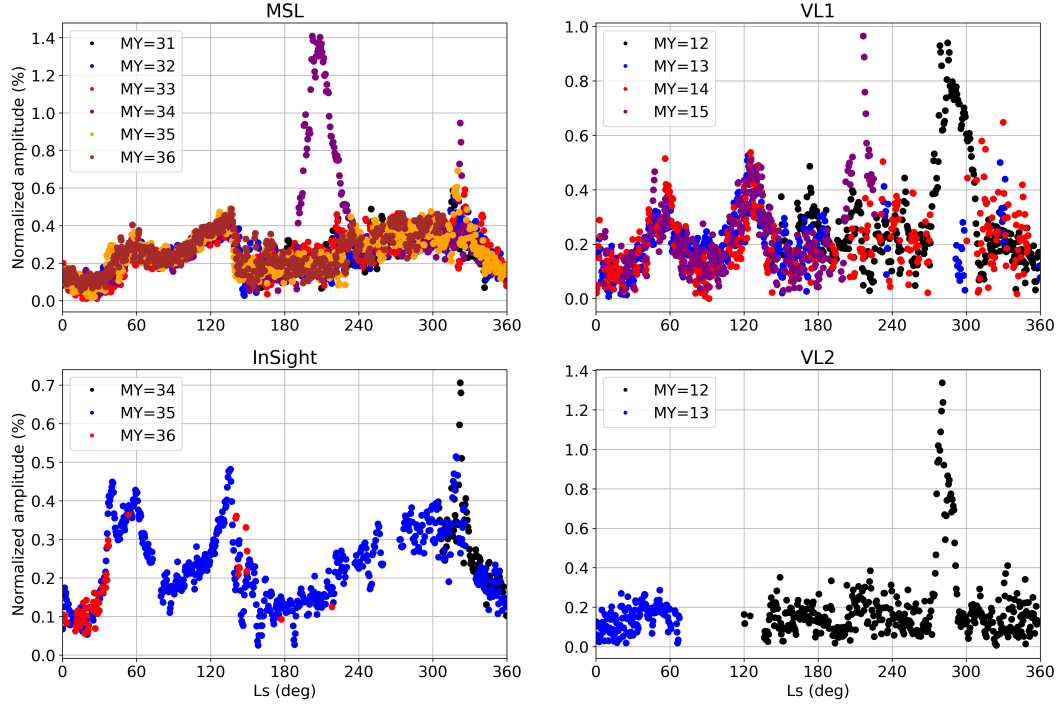 MSL
Normalized amplitude (%)
1.4
1.2
1.0
0.8
0.6
0.4
0.2
0.0
MY=31
MY=32
MY=33
MY=34
MY=35
MY=36
0 60 120 180 240 300 360
VL1
1.0
0.8
0.6
0.4
0.2
0.0
MY=12
MY=13
MY=14
MY=15
0 60 120 180 240 300 360
InSight
Normalized amplitude (%)
0.7
0.6
0.5
0.4
0.3
0.2
0.1
0.0
MY=34
MY=35
MY=36
0 60 120 180 240 300 360
Ls (deg)
VL2
1.4
1.2
1.0
0.8
0.6
0.4
0.2
0.0
MY=12
MY=13
0 60 120 180 240 300 360
Ls (deg)